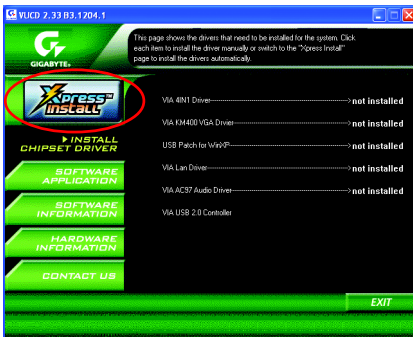 VUCD 2.33 B3.1204.1
G
GIGABYTE™
This page shows the drivers that need to be installed for the system. Click
each item to install the driver manually or switch to the "Xpress Install"
page to install the drivers automatically.
Xpress™
INSTALL
INSTALL
CHIPSET DRIVER
SOFTWARE
APPLICATION
SOFTWARE
INFORMATION
HARDWARE
INFORMATION
CONTACT US
VIA 4IN1 Driver not installed
VIA KM400 VGA Drvier not installed
USB Patch for WinXP not installed
VIA Lan Driver not installed
VIA AC97 Audio Driver not installed
VIA USB 2.0 Controller
EXIT